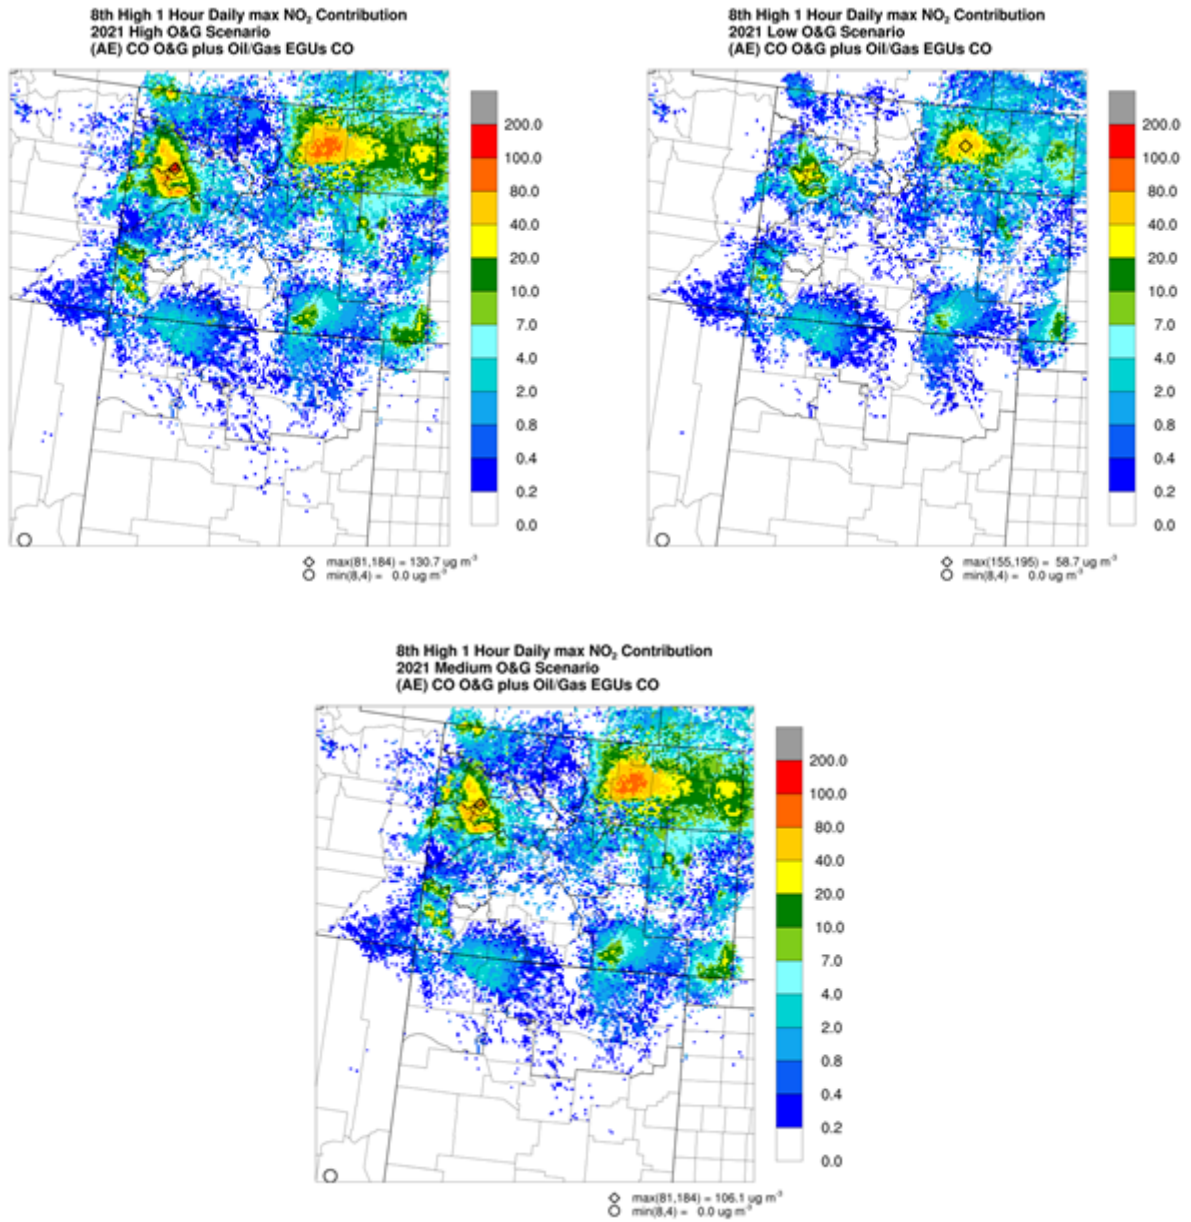 8th High 1 Hour Daily max NO₂ Contribution
2021 High O&G Scenario
(AE) CO O&G plus Oil/Gas EGUs CO
200.0
100.0
80.0
40.0
20.0
10.0
7.0
4.0
2.0
0.8
0.4
0.2
0.0
max(81,184) = 130.7 ug m⁻³
min(8,4) = 0.0 ug m⁻³
8th High 1 Hour Daily max NO₂ Contribution
2021 Low O&G Scenario
(AE) CO O&G plus Oil/Gas EGUs CO
200.0
100.0
80.0
40.0
20.0
10.0
7.0
4.0
2.0
0.8
0.4
0.2
0.0
max(155,195) = 58.7 ug m⁻³
min(8,4) = 0.0 ug m⁻³
8th High 1 Hour Daily max NO₂ Contribution
2021 Medium O&G Scenario
(AE) CO O&G plus Oil/Gas EGUs CO
200.0
100.0
80.0
40.0
20.0
10.0
7.0
4.0
2.0
0.8
0.4
0.2
0.0
max(81,184) = 106.1 ug m⁻³
min(8,4) = 0.0 ug m⁻³